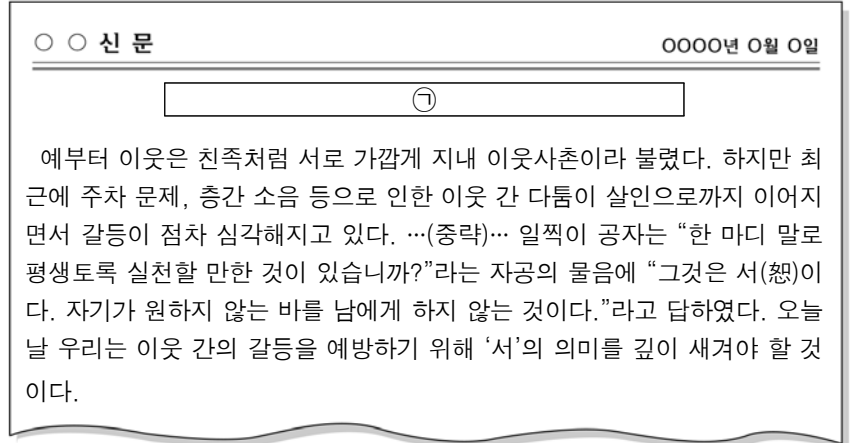 ○ ○ 신 문
○○○○년 ○월 ○일
㉠
예부터 이웃은 친족처럼 서로 가깝게 지내 이웃사촌이라 불렸다. 하지만 최
근에 주차 문제, 층간 소음 등으로 인한 이웃 간 다툼이 살인으로까지 이어지
면서 갈등이 점차 심각해지고 있다. …(중략)… 일찍이 공자는 “한 마디 말로
평생토록 실천할 만한 것이 있습니까?”라는 자공의 물음에 “그것은 서(恕)이
다. 자기가 원하지 않는 바를 남에게 하지 않는 것이다.”라고 답하였다. 오늘
날 우리는 이웃 간의 갈등을 예방하기 위해 ‘서’의 의미를 깊이 새겨야 할 것
이다.